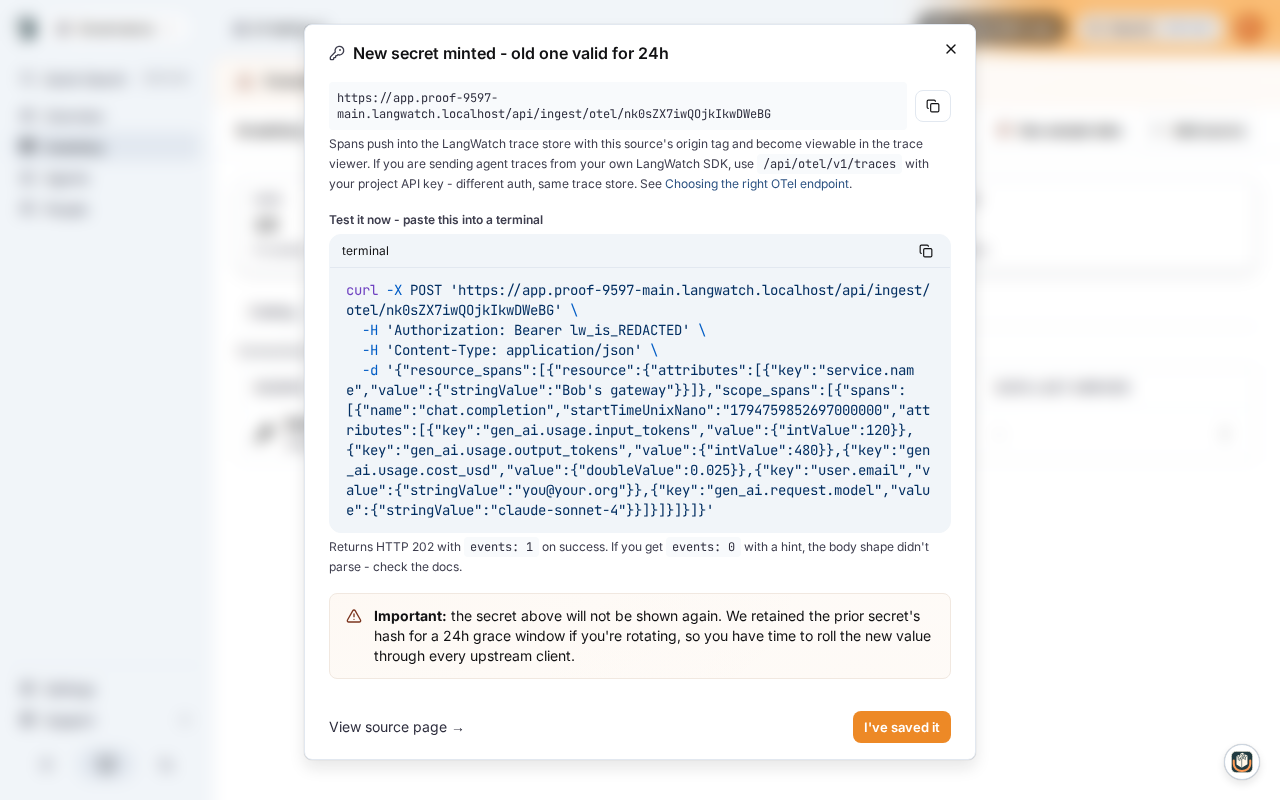 New secret minted - old one valid for 24h
https://app.proof-9597-
main.langwatch.localhost/api/ingest/otel/nk0sZX7iwQOjkIkwDWeBG
Spans push into the LangWatch trace store with this source's origin tag and become viewable in the trace
viewer. If you are sending agent traces from your own LangWatch SDK, use /api/otel/v1/traces with
your project API key - different auth, same trace store. See Choosing the right OTel endpoint.
Test it now - paste this into a terminal
terminal
curl -X POST 'https://app.proof-9597-main.langwatch.localhost/api/ingest/
otel/nk0sZX7iwQOjkIkwDWeBG' \
-H 'Authorization: Bearer lw_is_REDACTED' \
-H 'Content-Type: application/json' \
-d '{"resource_spans":[{"resource":{"attributes":[{"key":"service.nam
e","value":{"stringValue":"Bob's gateway"}}]},"scope_spans":[{"spans":
[{"name":"chat.completion","startTimeUnixNano":"1794759852697000000","att
ributes":[{"key":"gen_ai.usage.input_tokens","value":{"intValue":120}},
{"key":"gen_ai.usage.output_tokens","value":{"intValue":480}},{"key":"gen
_ai.usage.cost_usd","value":{"doubleValue":0.025}},{"key":"user.email","v
alue":{"stringValue":"you@your.org"}},{"key":"gen_ai.request.model","valu
e":{"stringValue":"claude-sonnet-4"}}]}]}]}]}'
Returns HTTP 202 with events: 1 on success. If you get events: 0 with a hint, the body shape didn't
parse - check the docs.
Important: the secret above will not be shown again. We retained the prior secret's
hash for a 24h grace window if you're rotating, so you have time to roll the new value
through every upstream client.
View source page →
I've saved it